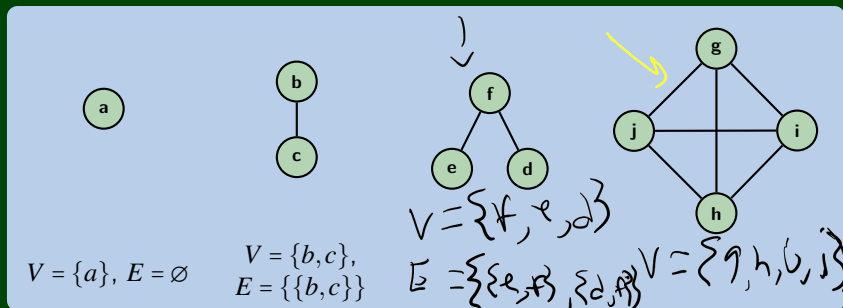 a
b
c
f
e
d
g
j
i
h
V = {a}, E = ∅
V = {b,c},
E = {{b,c}}
V = {f, e, d}
E = {{e, f}, {d, f}}
V = {g, h, i, j}